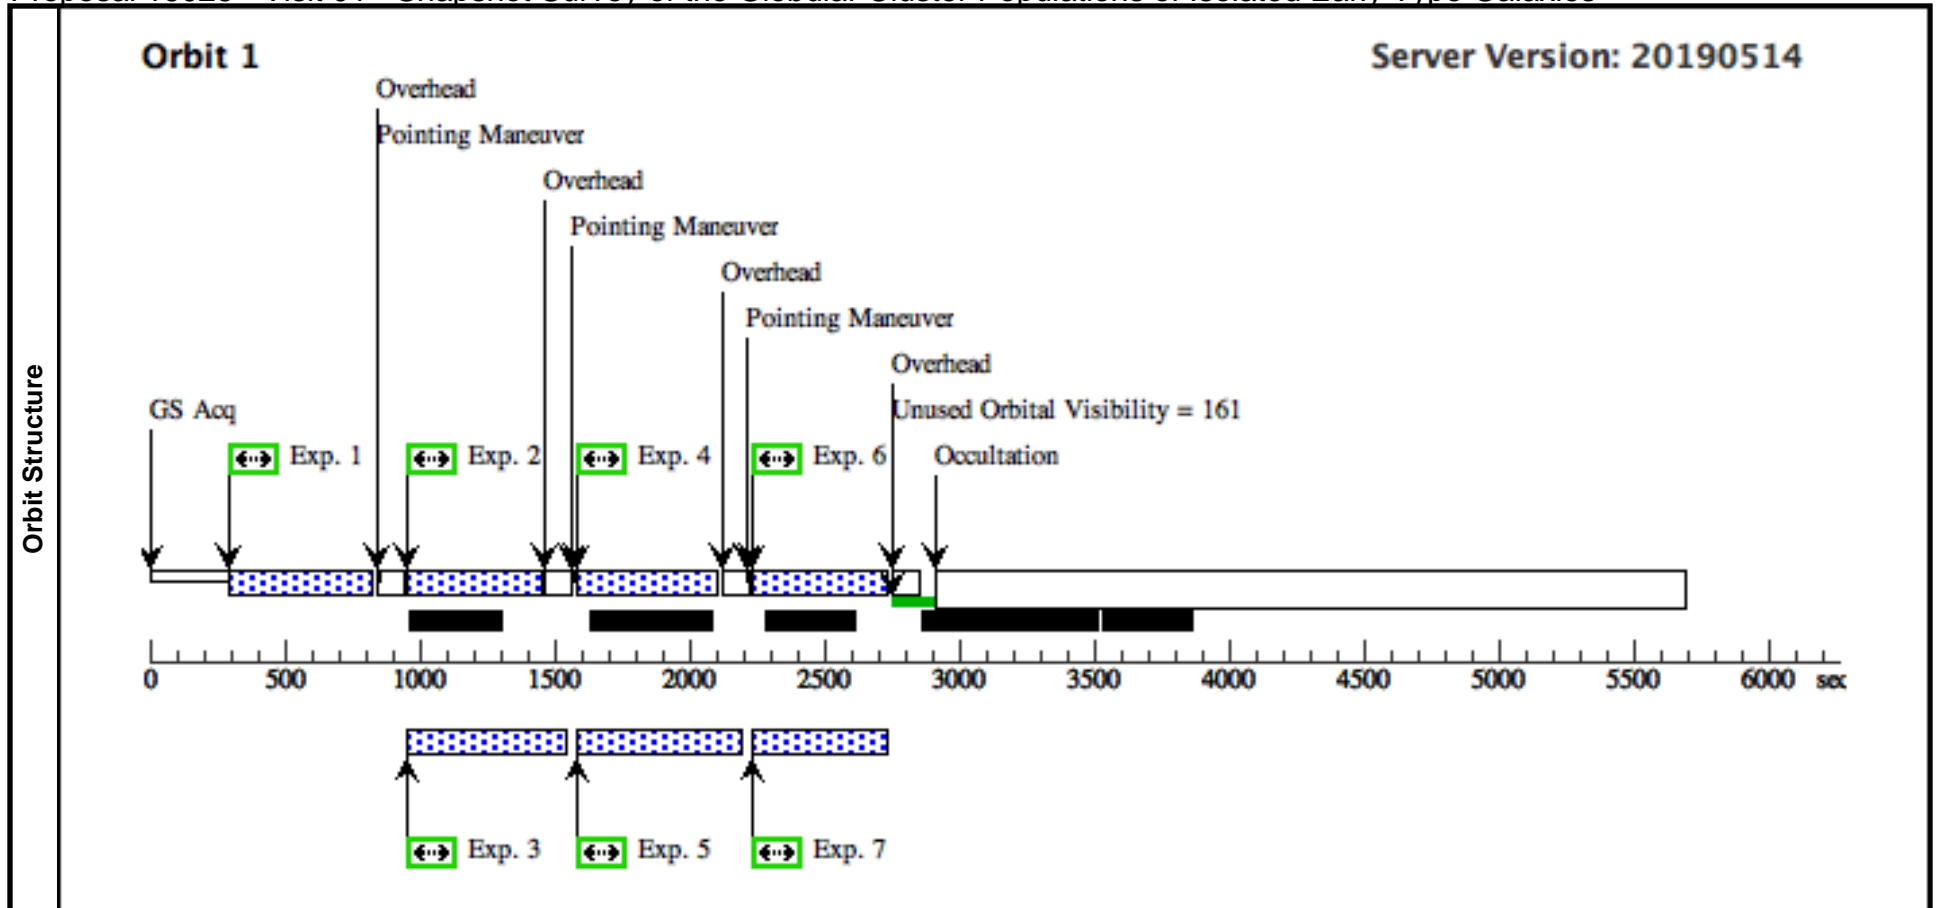 Orbit 1
Server Version: 20190514
Overhead
Pointing Maneuver
Overhead
Pointing Maneuver
Overhead
Pointing Maneuver
Overhead
Unused Orbital Visibility = 161
GS Acq
Occultation
Exp. 1
Exp. 2
Exp. 4
Exp. 6
Orbit Structure
0 500 1000 1500 2000 2500 3000 3500 4000 4500 5000 5500 6000 sec
Exp. 3
Exp. 5
Exp. 7